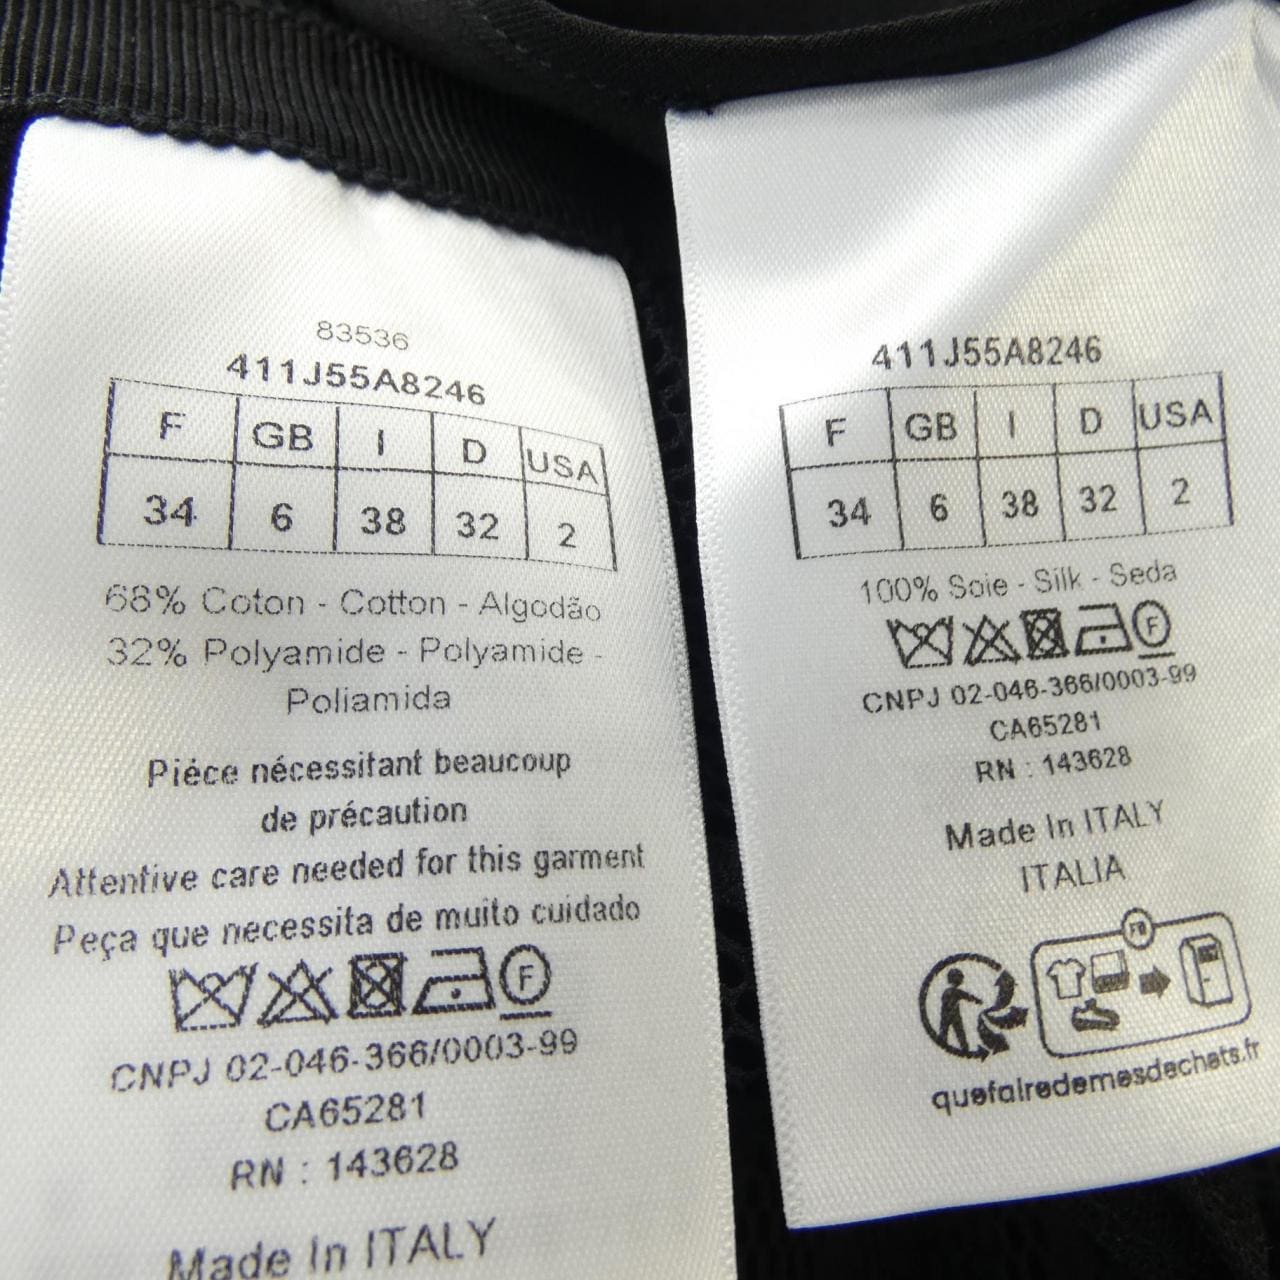 83536
411J55A8246
F GB I D USA
34 6 38 32 2
68% Coton - Cotton - Algodão
32% Polyamide - Polyamide -
Poliamida
Piéce nécessitant beaucoup
de précaution
Attentive care needed for this garment
Peça que necessita de muito cuidado
F
CNPJ 02-046-366/0003-99
CA65281
RN : 143628
Made In ITALY
411J55A8246
F GB I D USA
34 6 38 32 2
100% Soie - Silk - Seda
F
CNPJ 02-046-366/0003-99
CA65281
RN : 143628
Made In ITALY
ITALIA
FR
quefairedemesdechets.fr